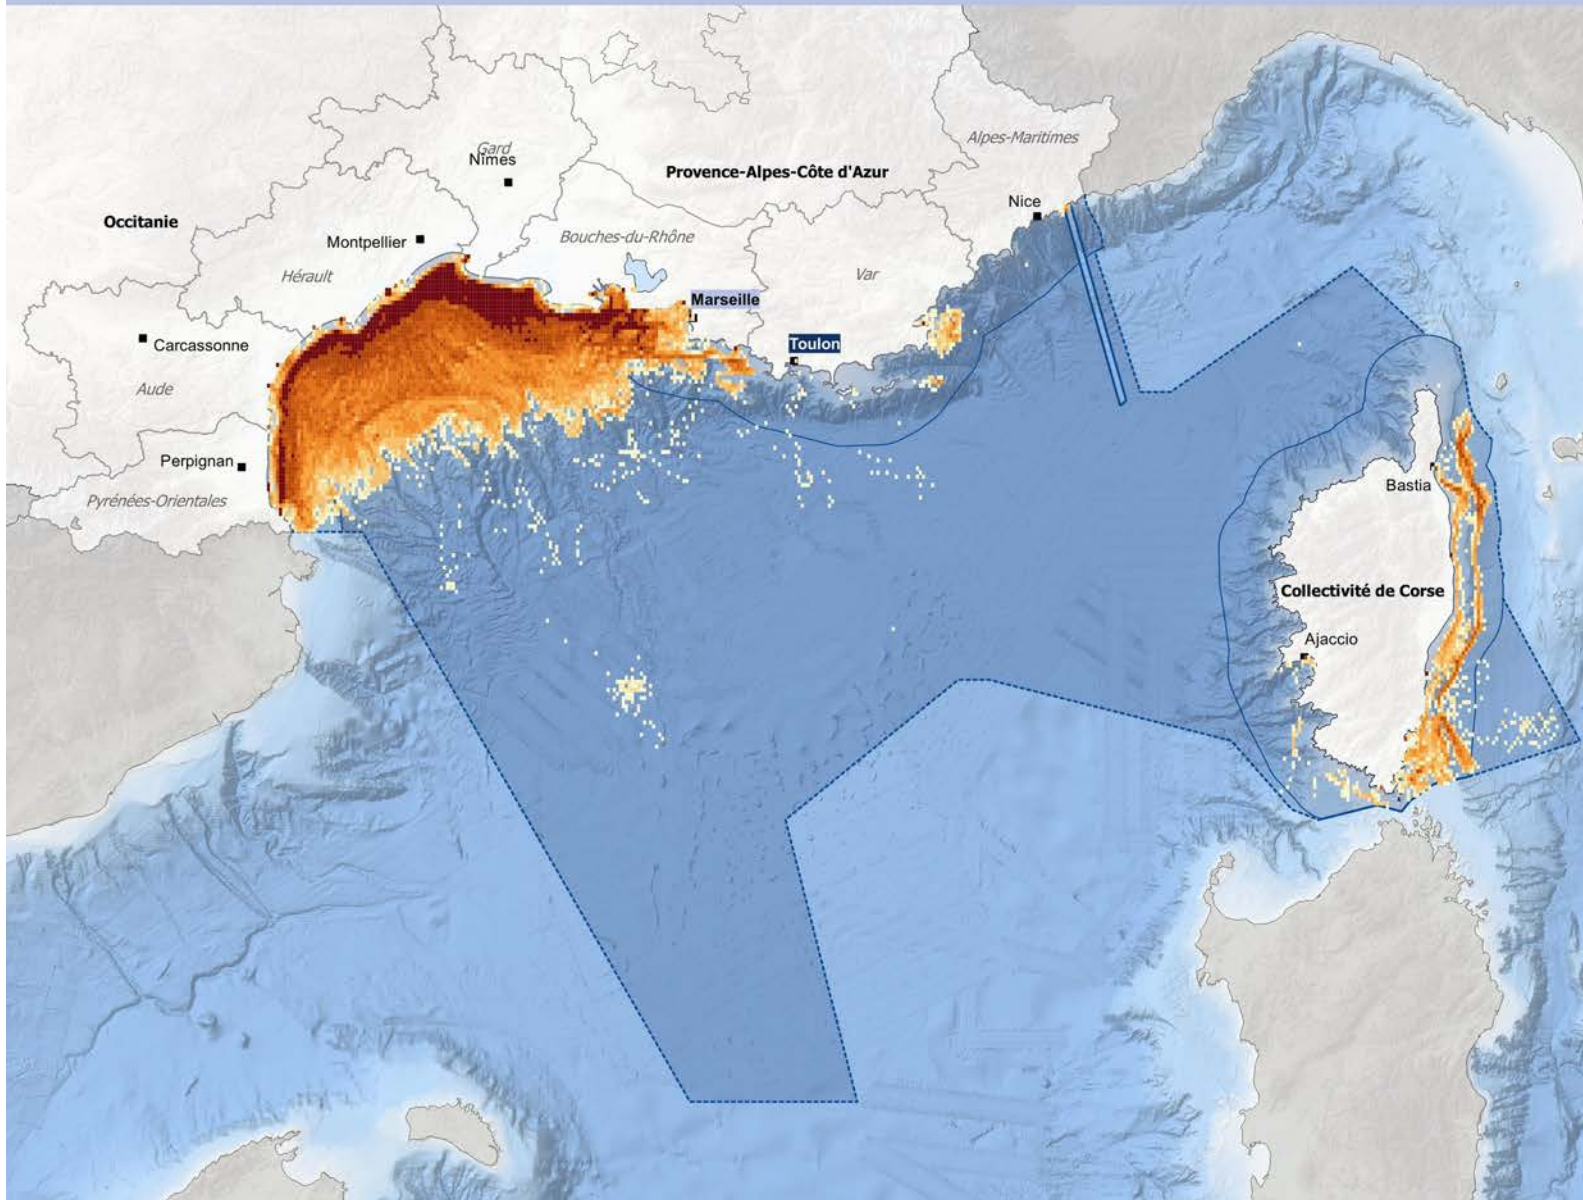 Alpes-Maritimes
Gard
Nîmes
Provence-Alpes-Côte d'Azur
Nice
Occitanie
Montpellier
Bouches-du-Rhône
Hérault
Var
Marseille
Carcassonne
Toulon
Aude
Perpignan
Bastia
Pyrénées-Orientales
Collectivité de Corse
Ajaccio